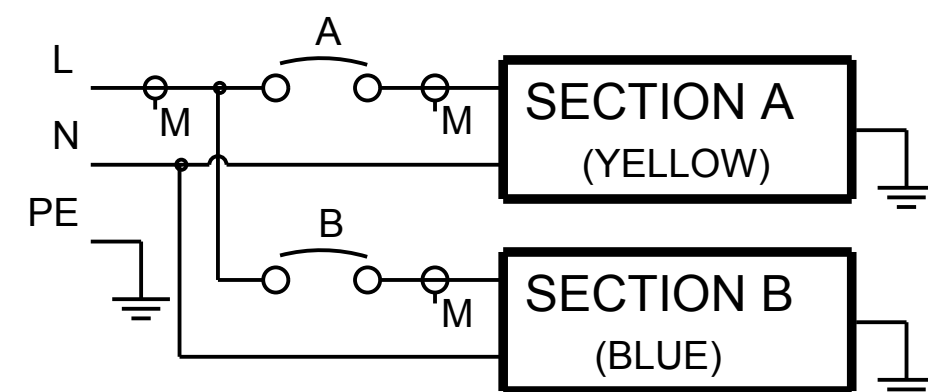 A
L
M
M
SECTION A
(YELLOW)
N
PE
B
M
SECTION B
(BLUE)